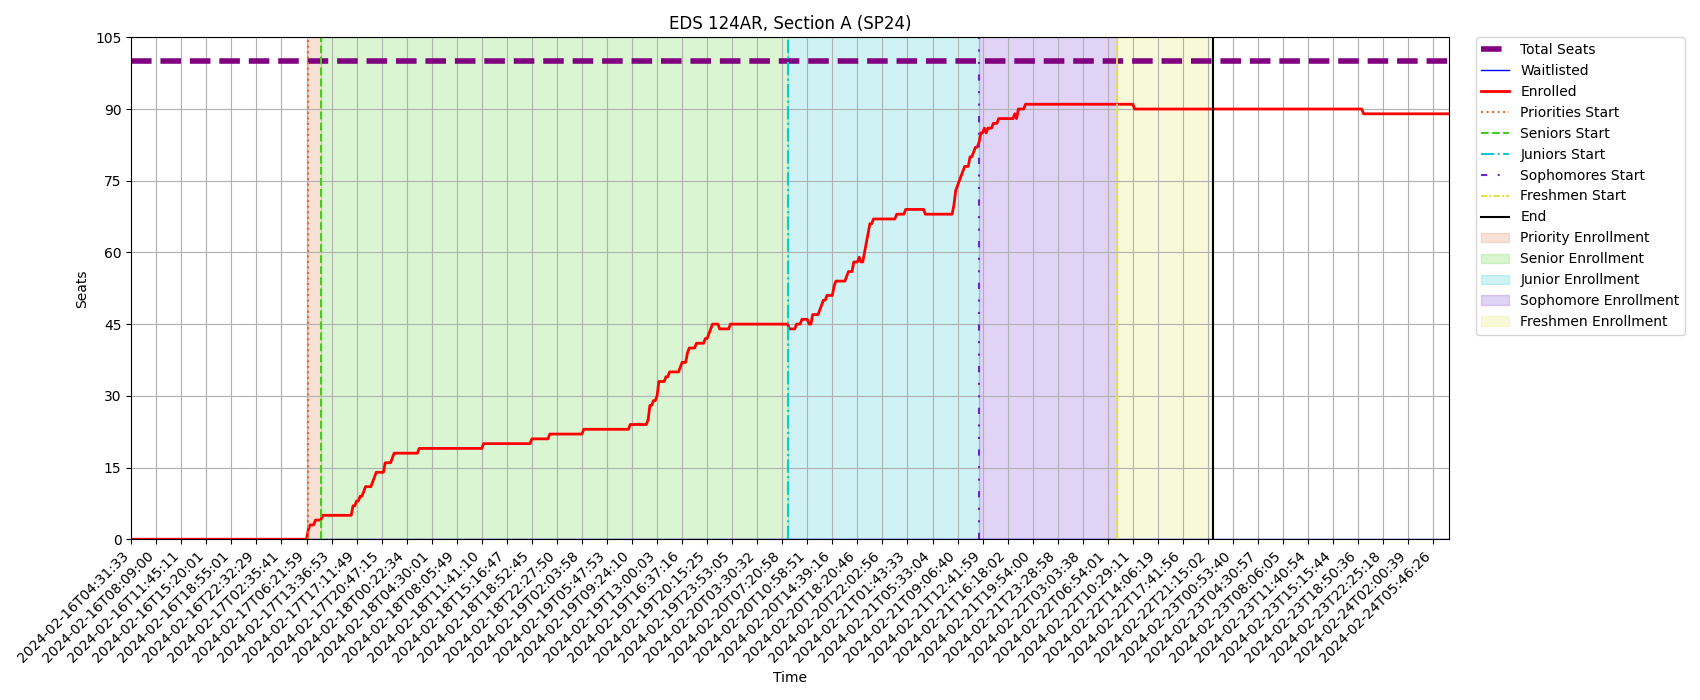 EDS 124AR, Section A (SP24)
105
90
75
60
45
30
15
0
Seats
2024-02-16T04:31:33
2024-02-16T08:09:00
2024-02-16T11:45:11
2024-02-16T15:20:01
2024-02-16T18:55:01
2024-02-16T22:32:29
2024-02-17T02:35:41
2024-02-17T06:21:59
2024-02-17T13:36:53
2024-02-17T17:11:49
2024-02-17T20:47:15
2024-02-18T00:22:34
2024-02-18T04:30:01
2024-02-18T08:05:49
2024-02-18T11:41:10
2024-02-18T15:16:47
2024-02-18T18:52:45
2024-02-18T22:27:50
2024-02-19T02:03:58
2024-02-19T05:47:53
2024-02-19T09:24:10
2024-02-19T13:00:03
2024-02-19T16:37:16
2024-02-19T20:15:25
2024-02-19T23:53:05
2024-02-20T03:30:32
2024-02-20T07:20:58
2024-02-20T10:58:51
2024-02-20T14:39:16
2024-02-20T18:20:46
2024-02-20T22:02:56
2024-02-21T01:43:33
2024-02-21T05:33:04
2024-02-21T09:06:40
2024-02-21T12:41:59
2024-02-21T16:18:02
2024-02-21T19:54:00
2024-02-21T23:28:58
2024-02-22T03:03:38
2024-02-22T06:54:01
2024-02-22T10:29:11
2024-02-22T14:06:19
2024-02-22T17:41:56
2024-02-22T21:15:02
2024-02-23T00:53:40
2024-02-23T04:30:57
2024-02-23T08:06:05
2024-02-23T11:40:54
2024-02-23T15:15:44
2024-02-23T18:50:36
2024-02-23T22:25:18
2024-02-24T02:00:39
2024-02-24T05:46:26
Time
Total Seats
Waitlisted
Enrolled
Priorities Start
Seniors Start
Juniors Start
Sophomores Start
Freshmen Start
End
Priority Enrollment
Senior Enrollment
Junior Enrollment
Sophomore Enrollment
Freshmen Enrollment